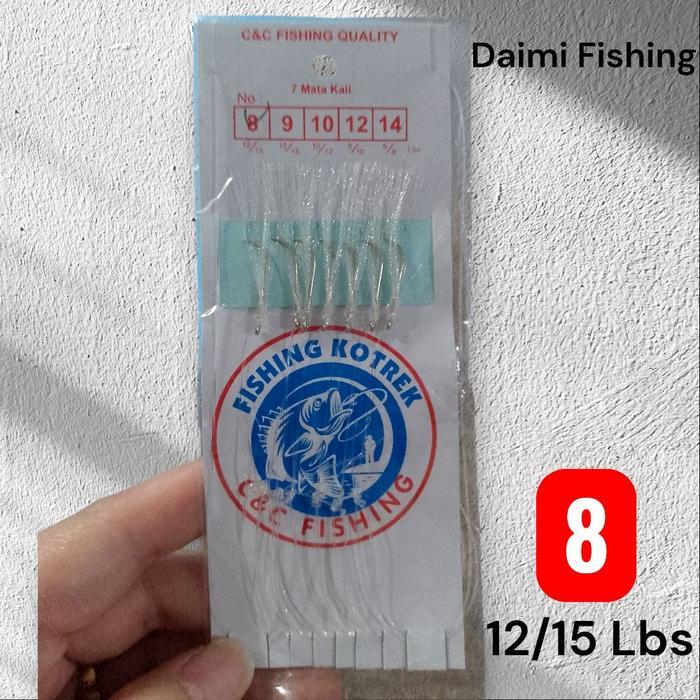 C&C FISHING QUALITY
Daimi Fishing
7 Mata Kail
No :
8 9 10 12 14
12/15 12/15 10/12 8/10 5/8 Lbs
FISHING KOTREK
C&C FISHING
8
12/15 Lbs